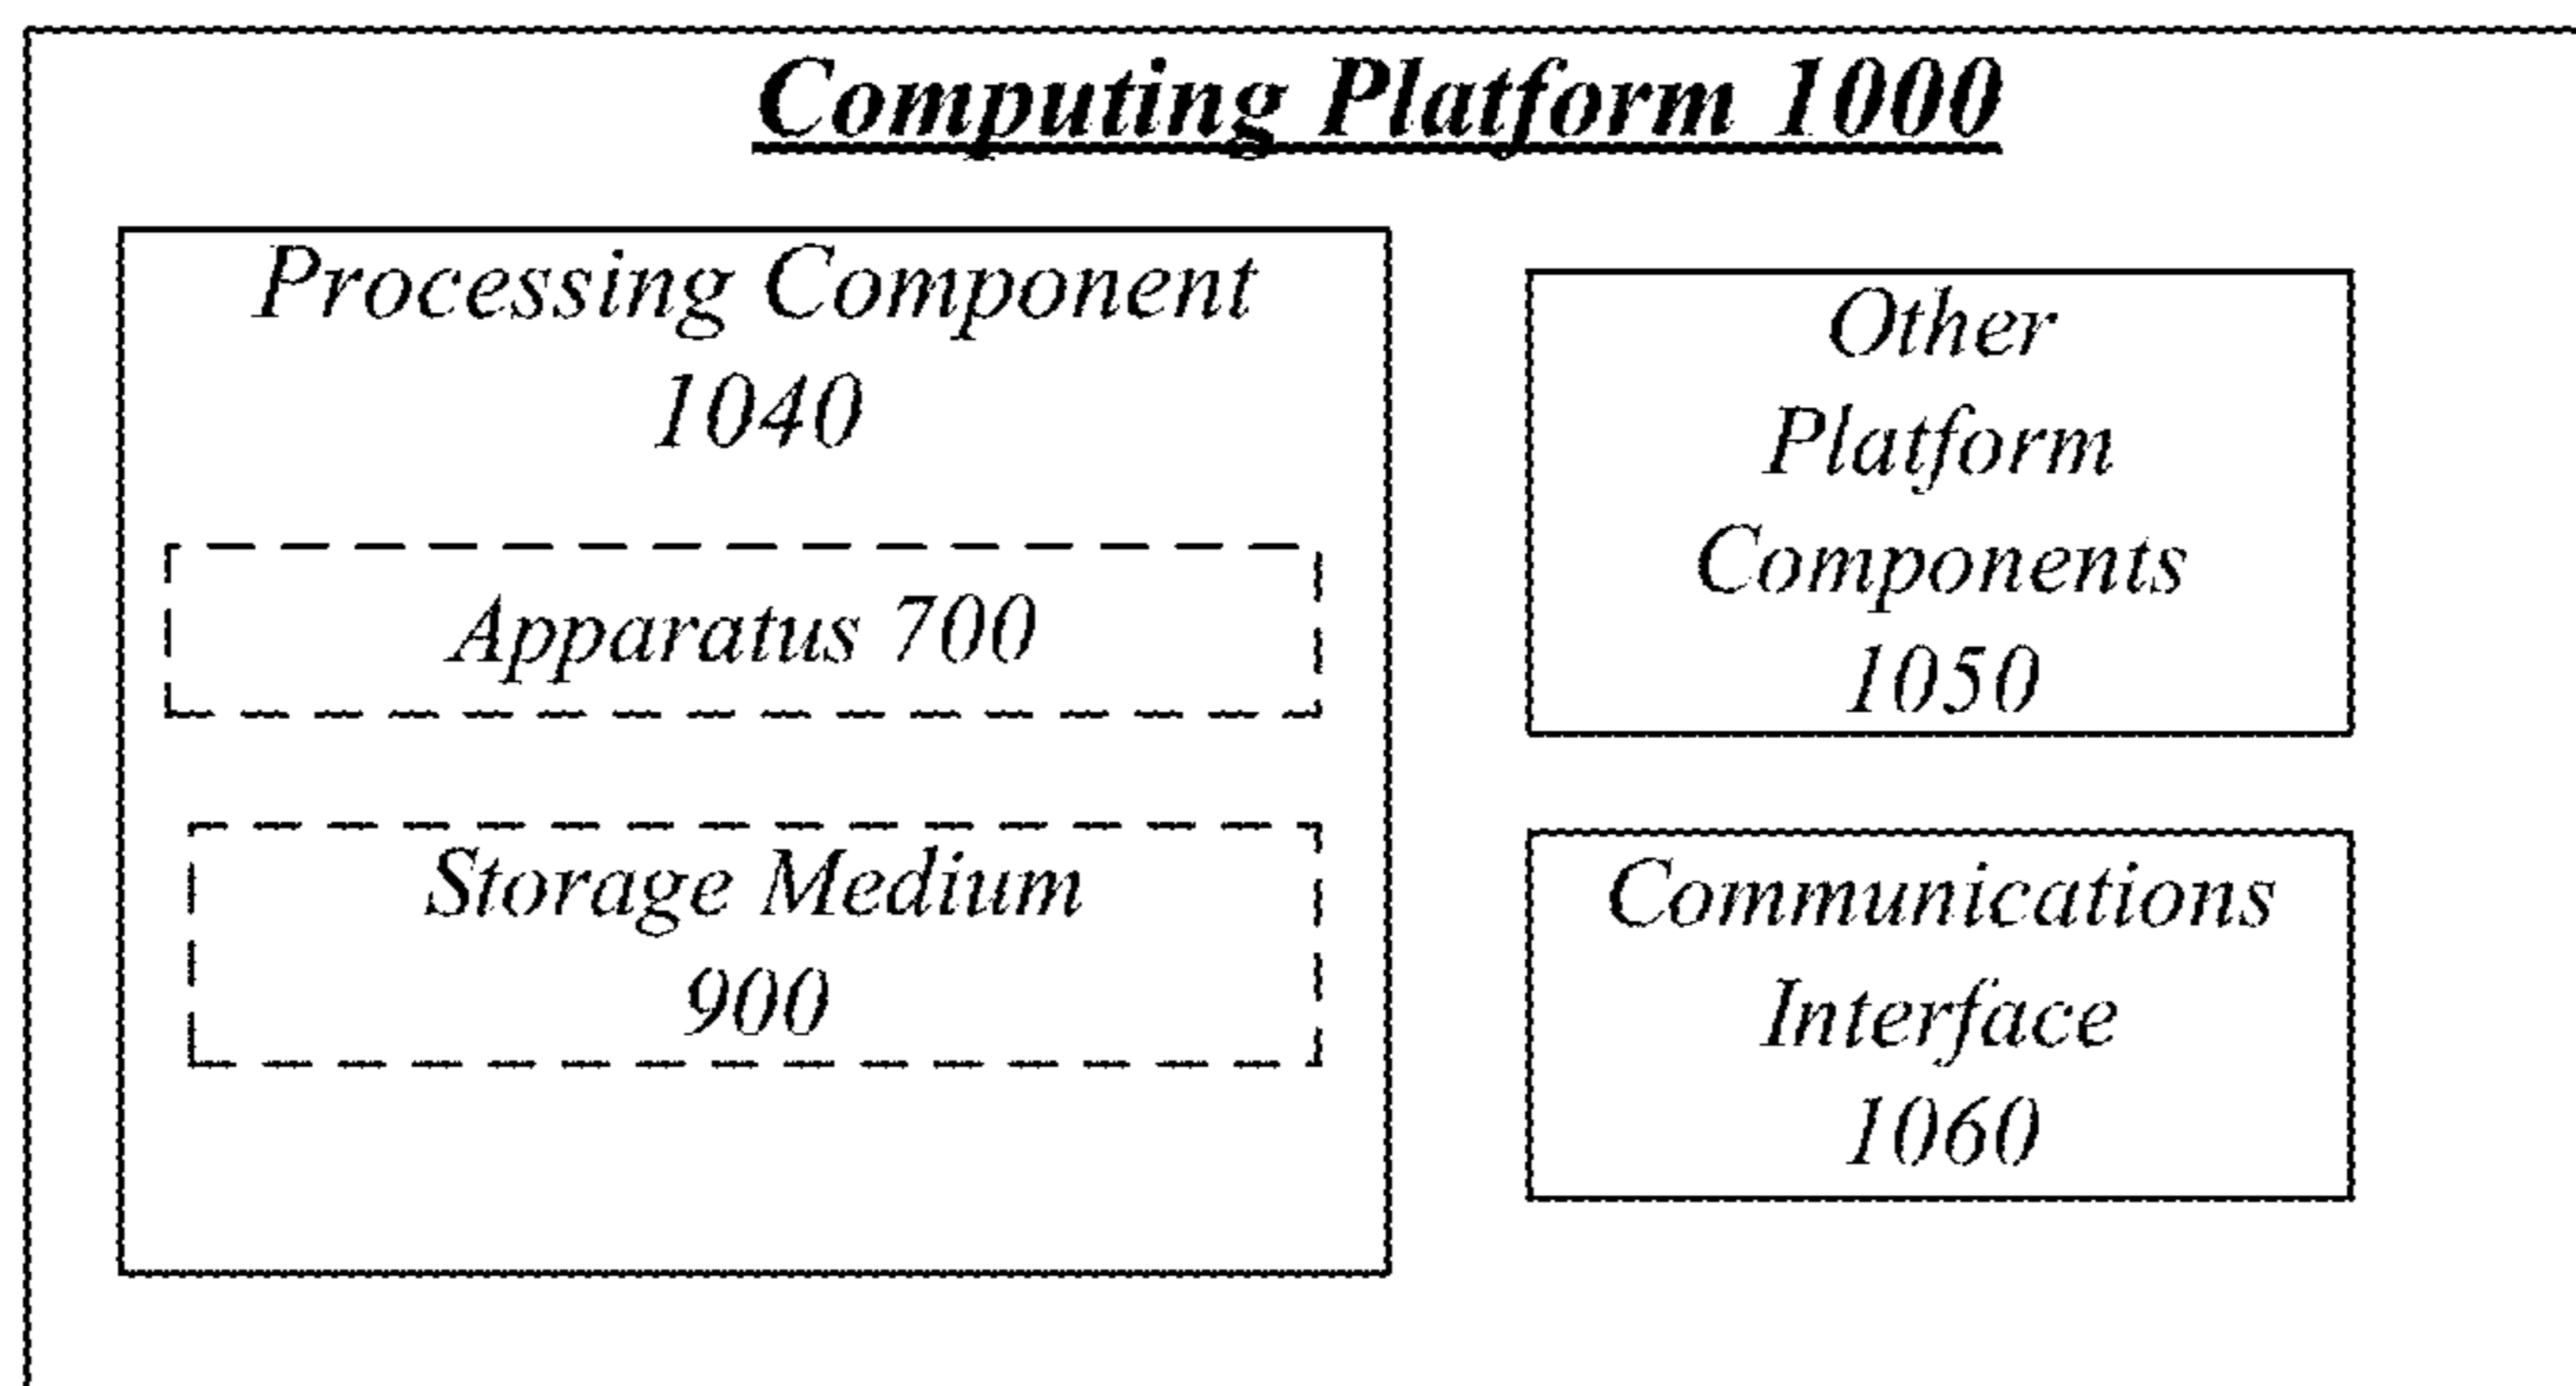 Computing Platform 1000
Processing Component
1040
Apparatus 700
Storage Medium
900
Other
Platform
Components
1050
Communications
Interface
1060